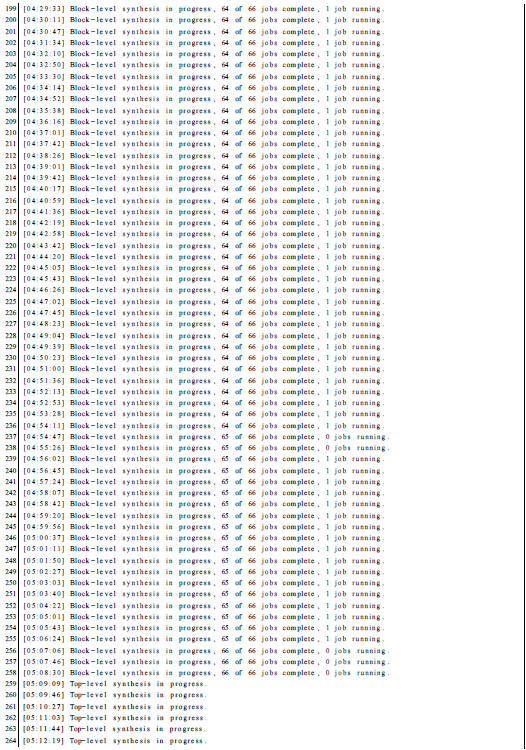 199 [04:29:33] Block-level synthesis in progress, 64 of 66 jobs complete, 1 job running.
200 [04:30:11] Block-level synthesis in progress, 64 of 66 jobs complete, 1 job running.
201 [04:30:47] Block-level synthesis in progress, 64 of 66 jobs complete, 1 job running.
202 [04:31:34] Block-level synthesis in progress, 64 of 66 jobs complete, 1 job running.
203 [04:32:10] Block-level synthesis in progress, 64 of 66 jobs complete, 1 job running.
204 [04:32:50] Block-level synthesis in progress, 64 of 66 jobs complete, 1 job running.
205 [04:33:30] Block-level synthesis in progress, 64 of 66 jobs complete, 1 job running.
206 [04:34:14] Block-level synthesis in progress, 64 of 66 jobs complete, 1 job running.
207 [04:34:52] Block-level synthesis in progress, 64 of 66 jobs complete, 1 job running.
208 [04:35:38] Block-level synthesis in progress, 64 of 66 jobs complete, 1 job running.
209 [04:36:16] Block-level synthesis in progress, 64 of 66 jobs complete, 1 job running.
210 [04:37:01] Block-level synthesis in progress, 64 of 66 jobs complete, 1 job running.
211 [04:37:42] Block-level synthesis in progress, 64 of 66 jobs complete, 1 job running.
212 [04:38:26] Block-level synthesis in progress, 64 of 66 jobs complete, 1 job running.
213 [04:39:01] Block-level synthesis in progress, 64 of 66 jobs complete, 1 job running.
214 [04:39:42] Block-level synthesis in progress, 64 of 66 jobs complete, 1 job running.
215 [04:40:17] Block-level synthesis in progress, 64 of 66 jobs complete, 1 job running.
216 [04:40:59] Block-level synthesis in progress, 64 of 66 jobs complete, 1 job running.
217 [04:41:36] Block-level synthesis in progress, 64 of 66 jobs complete, 1 job running.
218 [04:42:19] Block-level synthesis in progress, 64 of 66 jobs complete, 1 job running.
219 [04:42:58] Block-level synthesis in progress, 64 of 66 jobs complete, 1 job running.
220 [04:43:42] Block-level synthesis in progress, 64 of 66 jobs complete, 1 job running.
221 [04:44:20] Block-level synthesis in progress, 64 of 66 jobs complete, 1 job running.
222 [04:45:05] Block-level synthesis in progress, 64 of 66 jobs complete, 1 job running.
223 [04:45:43] Block-level synthesis in progress, 64 of 66 jobs complete, 1 job running.
224 [04:46:26] Block-level synthesis in progress, 64 of 66 jobs complete, 1 job running.
225 [04:47:02] Block-level synthesis in progress, 64 of 66 jobs complete, 1 job running.
226 [04:47:45] Block-level synthesis in progress, 64 of 66 jobs complete, 1 job running.
227 [04:48:23] Block-level synthesis in progress, 64 of 66 jobs complete, 1 job running.
228 [04:49:04] Block-level synthesis in progress, 64 of 66 jobs complete, 1 job running.
229 [04:49:39] Block-level synthesis in progress, 64 of 66 jobs complete, 1 job running.
230 [04:50:23] Block-level synthesis in progress, 64 of 66 jobs complete, 1 job running.
231 [04:51:00] Block-level synthesis in progress, 64 of 66 jobs complete, 1 job running.
232 [04:51:36] Block-level synthesis in progress, 64 of 66 jobs complete, 1 job running.
233 [04:52:13] Block-level synthesis in progress, 64 of 66 jobs complete, 1 job running.
234 [04:52:53] Block-level synthesis in progress, 64 of 66 jobs complete, 1 job running.
235 [04:53:28] Block-level synthesis in progress, 64 of 66 jobs complete, 1 job running.
236 [04:54:11] Block-level synthesis in progress, 64 of 66 jobs complete, 1 job running.
237 [04:54:47] Block-level synthesis in progress, 65 of 66 jobs complete, 0 jobs running.
238 [04:55:26] Block-level synthesis in progress, 65 of 66 jobs complete, 0 jobs running.
239 [04:56:02] Block-level synthesis in progress, 65 of 66 jobs complete, 1 job running.
240 [04:56:45] Block-level synthesis in progress, 65 of 66 jobs complete, 1 job running.
241 [04:57:24] Block-level synthesis in progress, 65 of 66 jobs complete, 1 job running.
242 [04:58:07] Block-level synthesis in progress, 65 of 66 jobs complete, 1 job running.
243 [04:58:42] Block-level synthesis in progress, 65 of 66 jobs complete, 1 job running.
244 [04:59:20] Block-level synthesis in progress, 65 of 66 jobs complete, 1 job running.
245 [04:59:56] Block-level synthesis in progress, 65 of 66 jobs complete, 1 job running.
246 [05:00:37] Block-level synthesis in progress, 65 of 66 jobs complete, 1 job running.
247 [05:01:11] Block-level synthesis in progress, 65 of 66 jobs complete, 1 job running.
248 [05:01:50] Block-level synthesis in progress, 65 of 66 jobs complete, 1 job running.
249 [05:02:27] Block-level synthesis in progress, 65 of 66 jobs complete, 1 job running.
250 [05:03:03] Block-level synthesis in progress, 65 of 66 jobs complete, 1 job running.
251 [05:03:40] Block-level synthesis in progress, 65 of 66 jobs complete, 1 job running.
252 [05:04:22] Block-level synthesis in progress, 65 of 66 jobs complete, 1 job running.
253 [05:05:01] Block-level synthesis in progress, 65 of 66 jobs complete, 1 job running.
254 [05:05:43] Block-level synthesis in progress, 65 of 66 jobs complete, 1 job running.
255 [05:06:24] Block-level synthesis in progress, 65 of 66 jobs complete, 1 job running.
256 [05:07:06] Block-level synthesis in progress, 66 of 66 jobs complete, 0 jobs running.
257 [05:07:46] Block-level synthesis in progress, 66 of 66 jobs complete, 0 jobs running.
258 [05:08:30] Block-level synthesis in progress, 66 of 66 jobs complete, 0 jobs running.
259 [05:09:09] Top-level synthesis in progress.
260 [05:09:46] Top-level synthesis in progress.
261 [05:10:27] Top-level synthesis in progress.
262 [05:11:03] Top-level synthesis in progress.
263 [05:11:44] Top-level synthesis in progress.
264 [05:12:19] Top-level synthesis in progress.